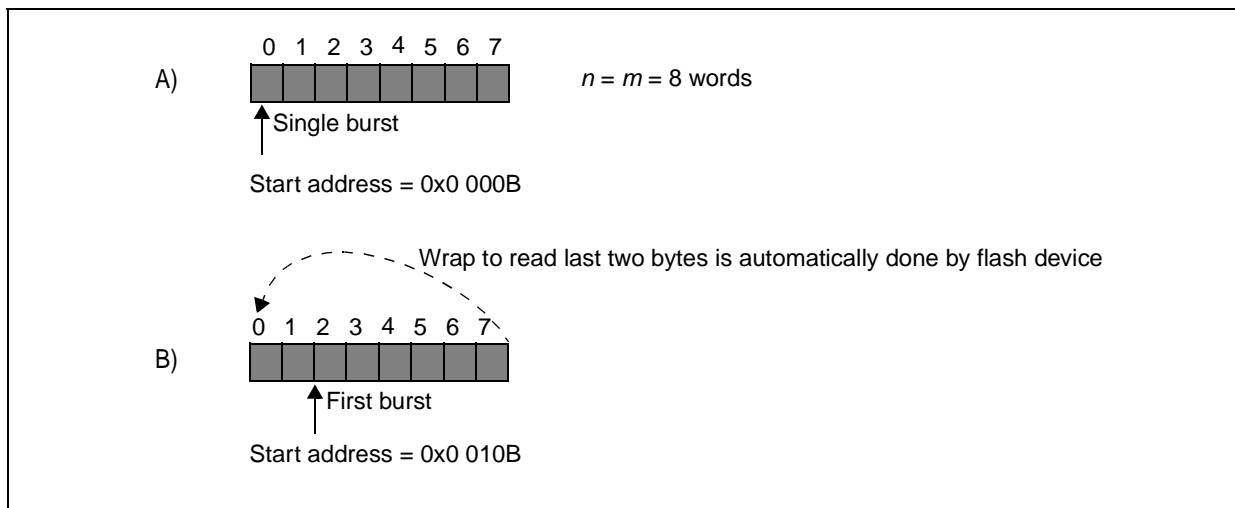 0 1 2 3 4 5 6 7
A) n = m = 8 words
Single burst
Start address = 0x0 000B
Wrap to read last two bytes is automatically done by flash device
0 1 2 3 4 5 6 7
B)
First burst
Start address = 0x0 010B